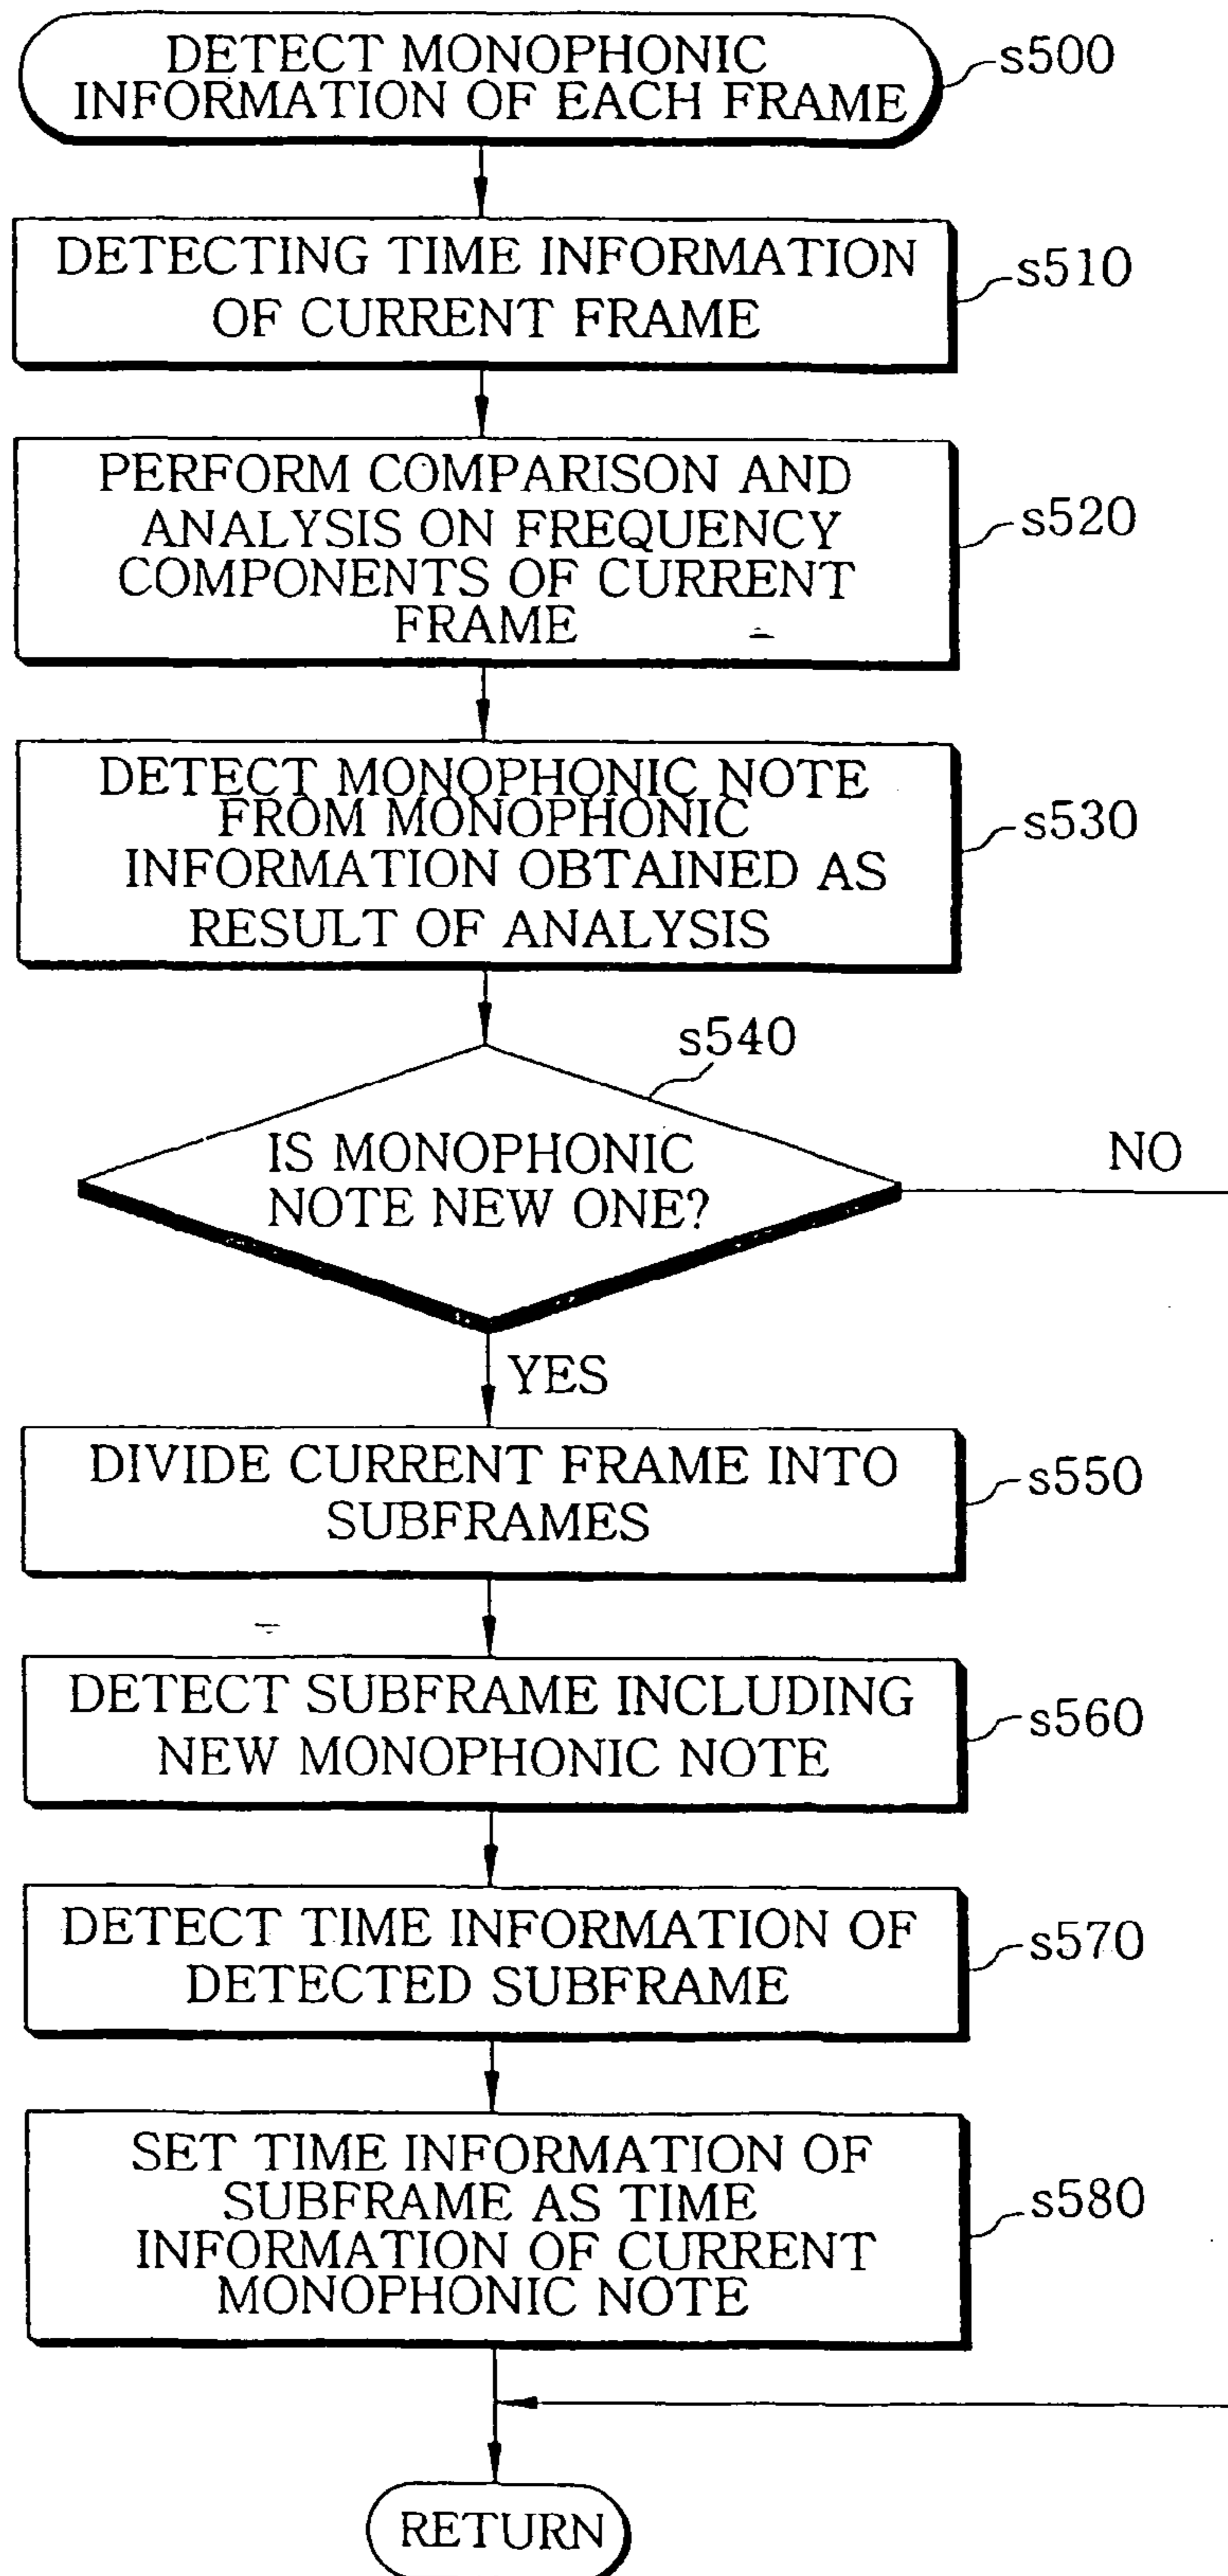 DETECT MONOPHONIC
INFORMATION OF EACH FRAME
s500
DETECTING TIME INFORMATION
OF CURRENT FRAME
s510
PERFORM COMPARISON AND
ANALYSIS ON FREQUENCY
COMPONENTS OF CURRENT
FRAME
s520
DETECT MONOPHONIC NOTE
FROM MONOPHONIC
INFORMATION OBTAINED AS
RESULT OF ANALYSIS
s530
s540
IS MONOPHONIC
NOTE NEW ONE?
NO
YES
DIVIDE CURRENT FRAME INTO
SUBFRAMES
s550
DETECT SUBFRAME INCLUDING
NEW MONOPHONIC NOTE
s560
DETECT TIME INFORMATION OF
DETECTED SUBFRAME
s570
SET TIME INFORMATION OF
SUBFRAME AS TIME
INFORMATION OF CURRENT
MONOPHONIC NOTE
s580
RETURN